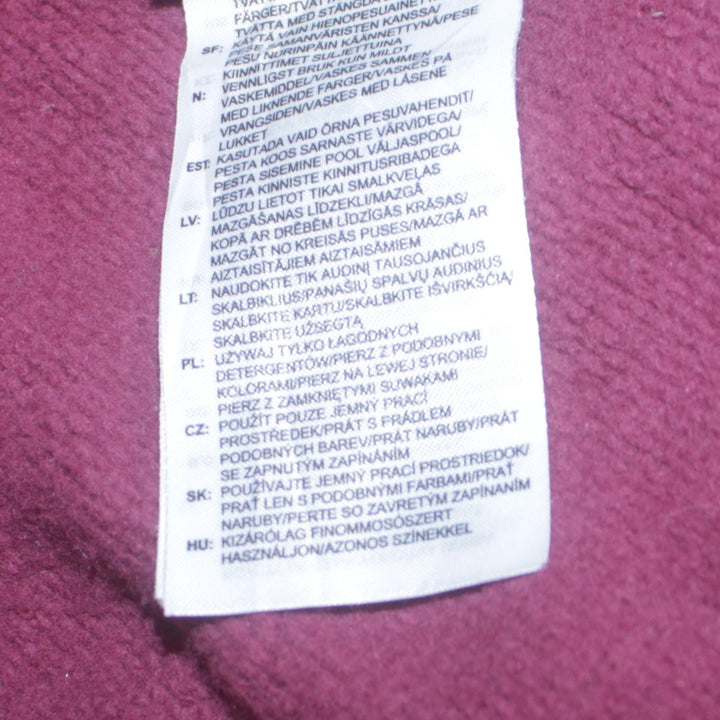 FÄRGER/TVÄTTA
TVÄTTA MED STÄNGDA
SF: KÄYTÄ VAIN HIENOPESUAINETTA/
PESE SAMANVÄRISTEN KANSSA/
PESU NURINPÄIN KÄÄNNETTYNÄ/PESE
KIINNITTIMET SULJETTUINA
N: VENNLIGST BRUK KUN MILDT
VASKEMIDDEL/VASKES SAMMEN
MED LIKNENDE FARGER/VASKES PÅ
VRANGSIDEN/VASKES MED LÅSENE
LUKKET
EST: KASUTADA VAID ÕRNA PESUVAHENDIT/
PESTA KOOS SARNASTE VÄRVIDEGA/
PESTA SISEMINE POOL VÄLJASPOOL/
PESTA KINNISTE KINNITUSRIBADEGA
LV: LŪDZU LIETOT TIKAI SMALKVEĻAS
MAZGĀŠANAS LĪDZEKLI/MAZGĀ
KOPĀ AR DRĒBĒM LĪDZĪGĀS KRĀSAS/
MAZGĀT NO KREISĀS PUSES/MAZGĀ AR
AIZTAISĪTĀJIEM AIZTAISĀMIEM
LT: NAUDOKITE TIK AUDINĮ TAUSOJANČIUS
SKALBIKLIUS/PANAŠIŲ SPALVŲ AUDINIUS
SKALBKITE KARTU/SKALBKITE IŠVIRKŠČIĄ/
SKALBKITE UŽSEGTĄ
PL: UŻYWAJ TYLKO ŁAGODNYCH
DETERGENTÓW/PIERZ Z PODOBNYMI
KOLORAMI/PIERZ NA LEWEJ STRONIE/
PIERZ Z ZAMKNIĘTYMI SUWAKAMI
CZ: POUŽÍT POUZE JEMNÝ PRACÍ
PROSTŘEDEK/PRÁT S PRÁDLEM
PODOBNÝCH BAREV/PRÁT NARUBY/PRÁT
SE ZAPNUTÝM ZAPÍNÁNÍM
SK: POUŽÍVAJTE JEMNÝ PRACÍ PROSTRIEDOK/
PRAŤ LEN S PODOBNÝMI FARBAMI/PRAŤ
NARUBY/PERTE SO ZAVRETÝM ZAPÍNANÍM
HU: KIZÁRÓLAG FINOMMOSÓSZERT
HASZNÁLJON/AZONOS SZÍNEKKEL